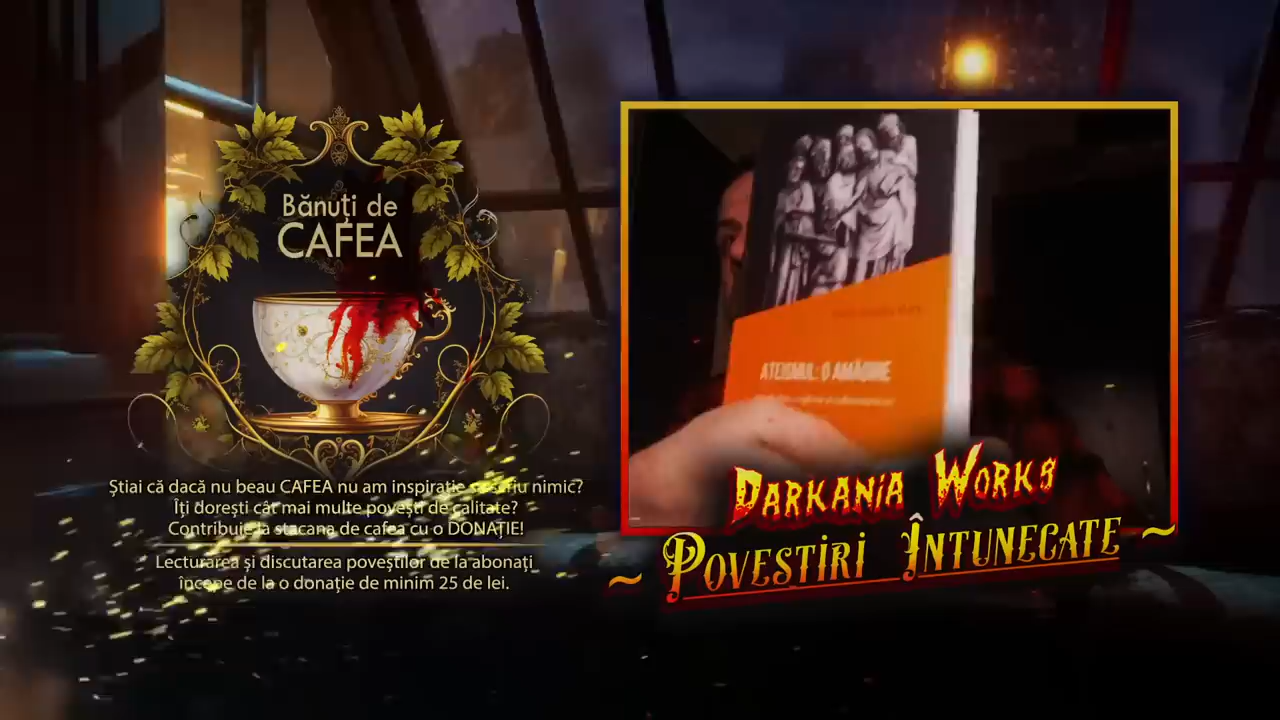 Bănuți de
CAFEA
Știai că dacă nu beau CAFEA nu am inspirație să scriu nimic?
Îți dorești cât mai multe povești de calitate?
Contribuie la stacana de cafea cu o DONAȚIE!
Lecturarea și discutarea poveștilor de la abonați
începe de la o donație de minim 25 de lei.
ATEISMUL: O AMĂGIRE
DARKANIA WORKS
~ POVESTIRI ÎNTUNECATE ~